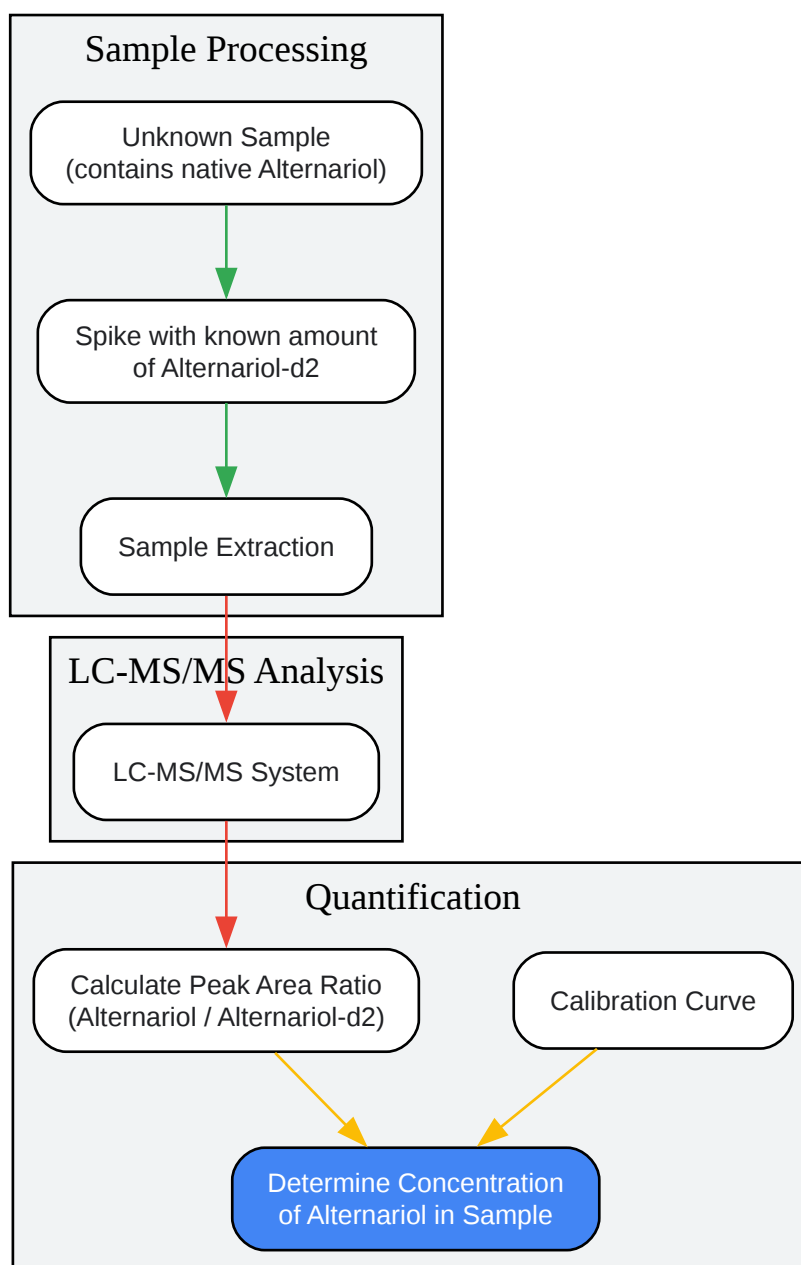 Sample Processing
Unknown Sample
(contains native Alternariol)
Spike with known amount
of Alternariol-d2
Sample Extraction
LC-MS/MS Analysis
LC-MS/MS System
Quantification
Calculate Peak Area Ratio
(Alternariol / Alternariol-d2)
Calibration Curve
Determine Concentration
of Alternariol in Sample